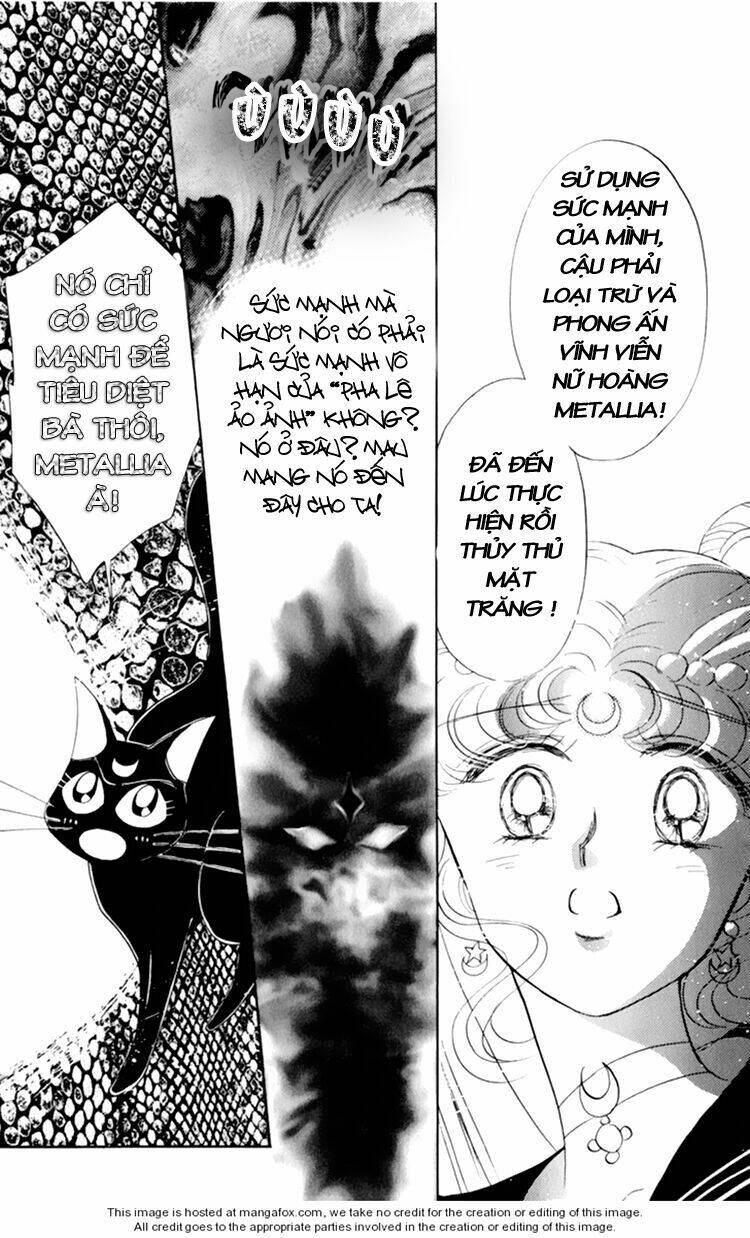 SỬ DỤNG
SỨC MẠNH
CỦA MÌNH,
CẬU PHẢI
LOẠI TRỪ VÀ
PHONG ẤN
VĨNH VIỄN
NỮ HOÀNG
METALLIA!
ĐÃ ĐẾN
LÚC THỰC
HIỆN RỒI
THỦY THỦ
MẶT
TRĂNG !
Ù Ù Ù Ù
SỨC MẠNH MÀ
NGƯƠI NÓI CÓ PHẢI
LÀ SỨC MẠNH VÔ
HẠN CỦA "PHA LÊ
ẢO ẢNH" KHÔNG?
NÓ Ở ĐÂU? MAU
MANG NÓ ĐẾN
ĐÂY CHO TA!
NÓ CHỈ
CÓ SỨC
MẠNH ĐỂ
TIÊU DIỆT
BÀ THÔI,
METALLIA
À!
This image is hosted at mangafox.com, we take no credit for the creation or editing of this image.
All credit goes to the appropriate parties involved in the creation or editing of this image.